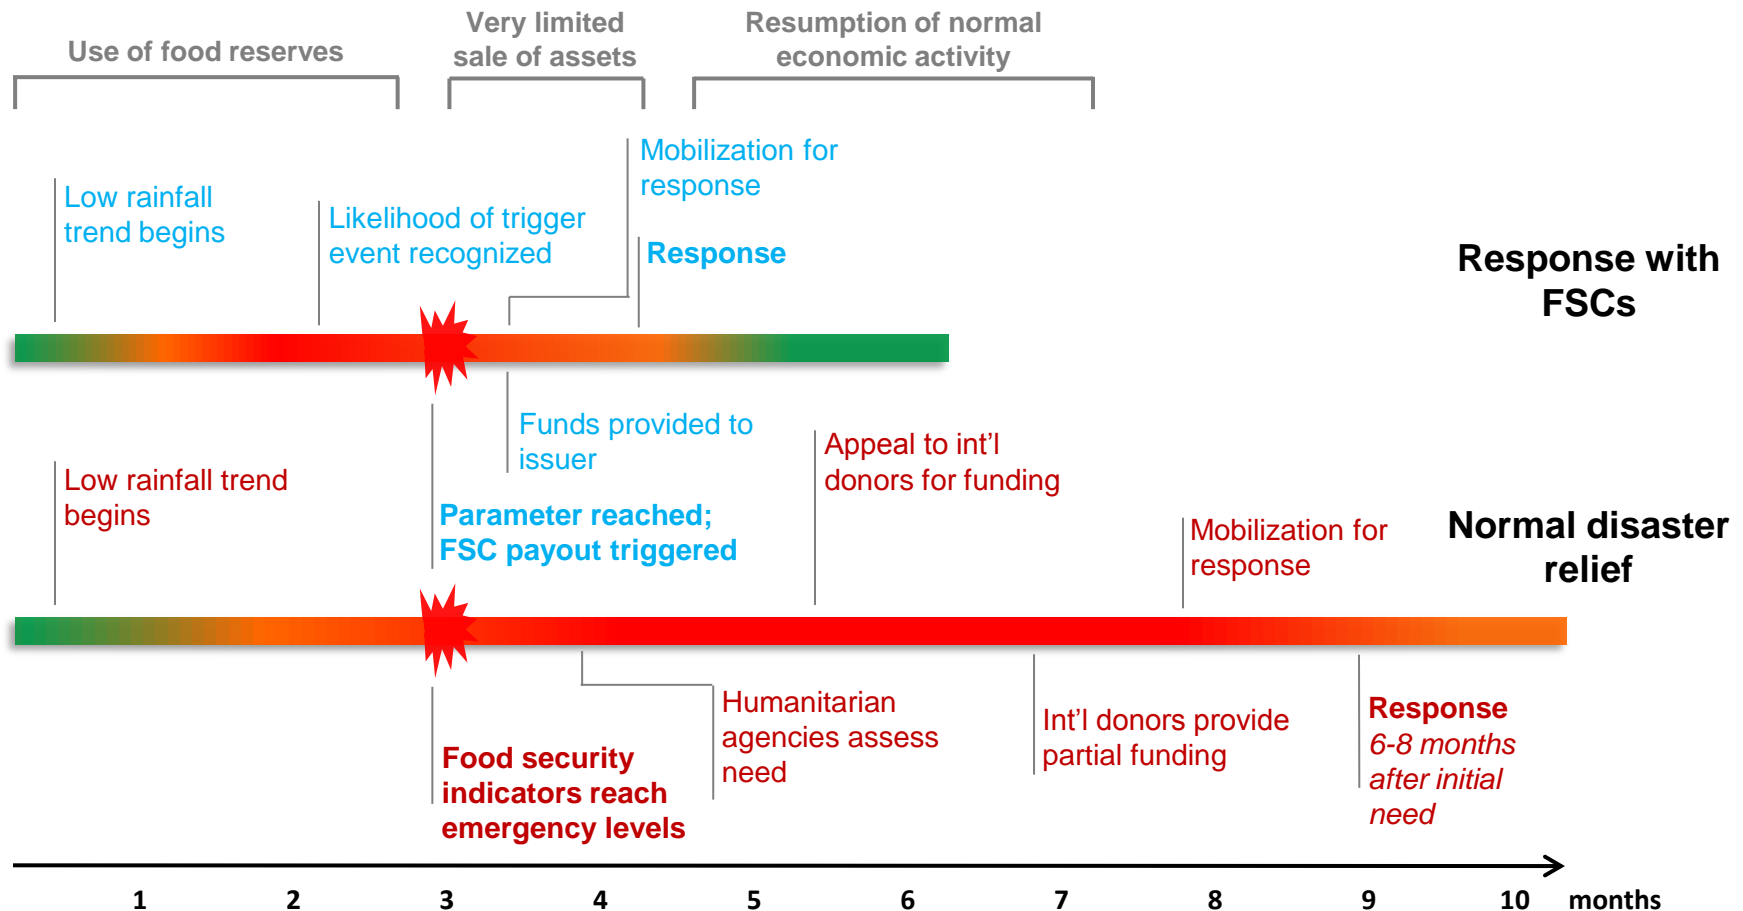 Use of food reserves
Very limited
sale of assets
Resumption of normal
economic activity
Low rainfall
trend begins
Likelihood of trigger
event recognized
Mobilization for
response
Response
Response with
FSCs
Funds provided to
issuer
Parameter reached;
FSC payout triggered
Low rainfall trend
begins
Appeal to int'l
donors for funding
Mobilization for
response
Normal disaster
relief
Food security
indicators reach
emergency levels
Humanitarian
agencies assess
need
Int'l donors provide
partial funding
Response
6-8 months
after initial
need
1 2 3 4 5 6 7 8 9 10 months